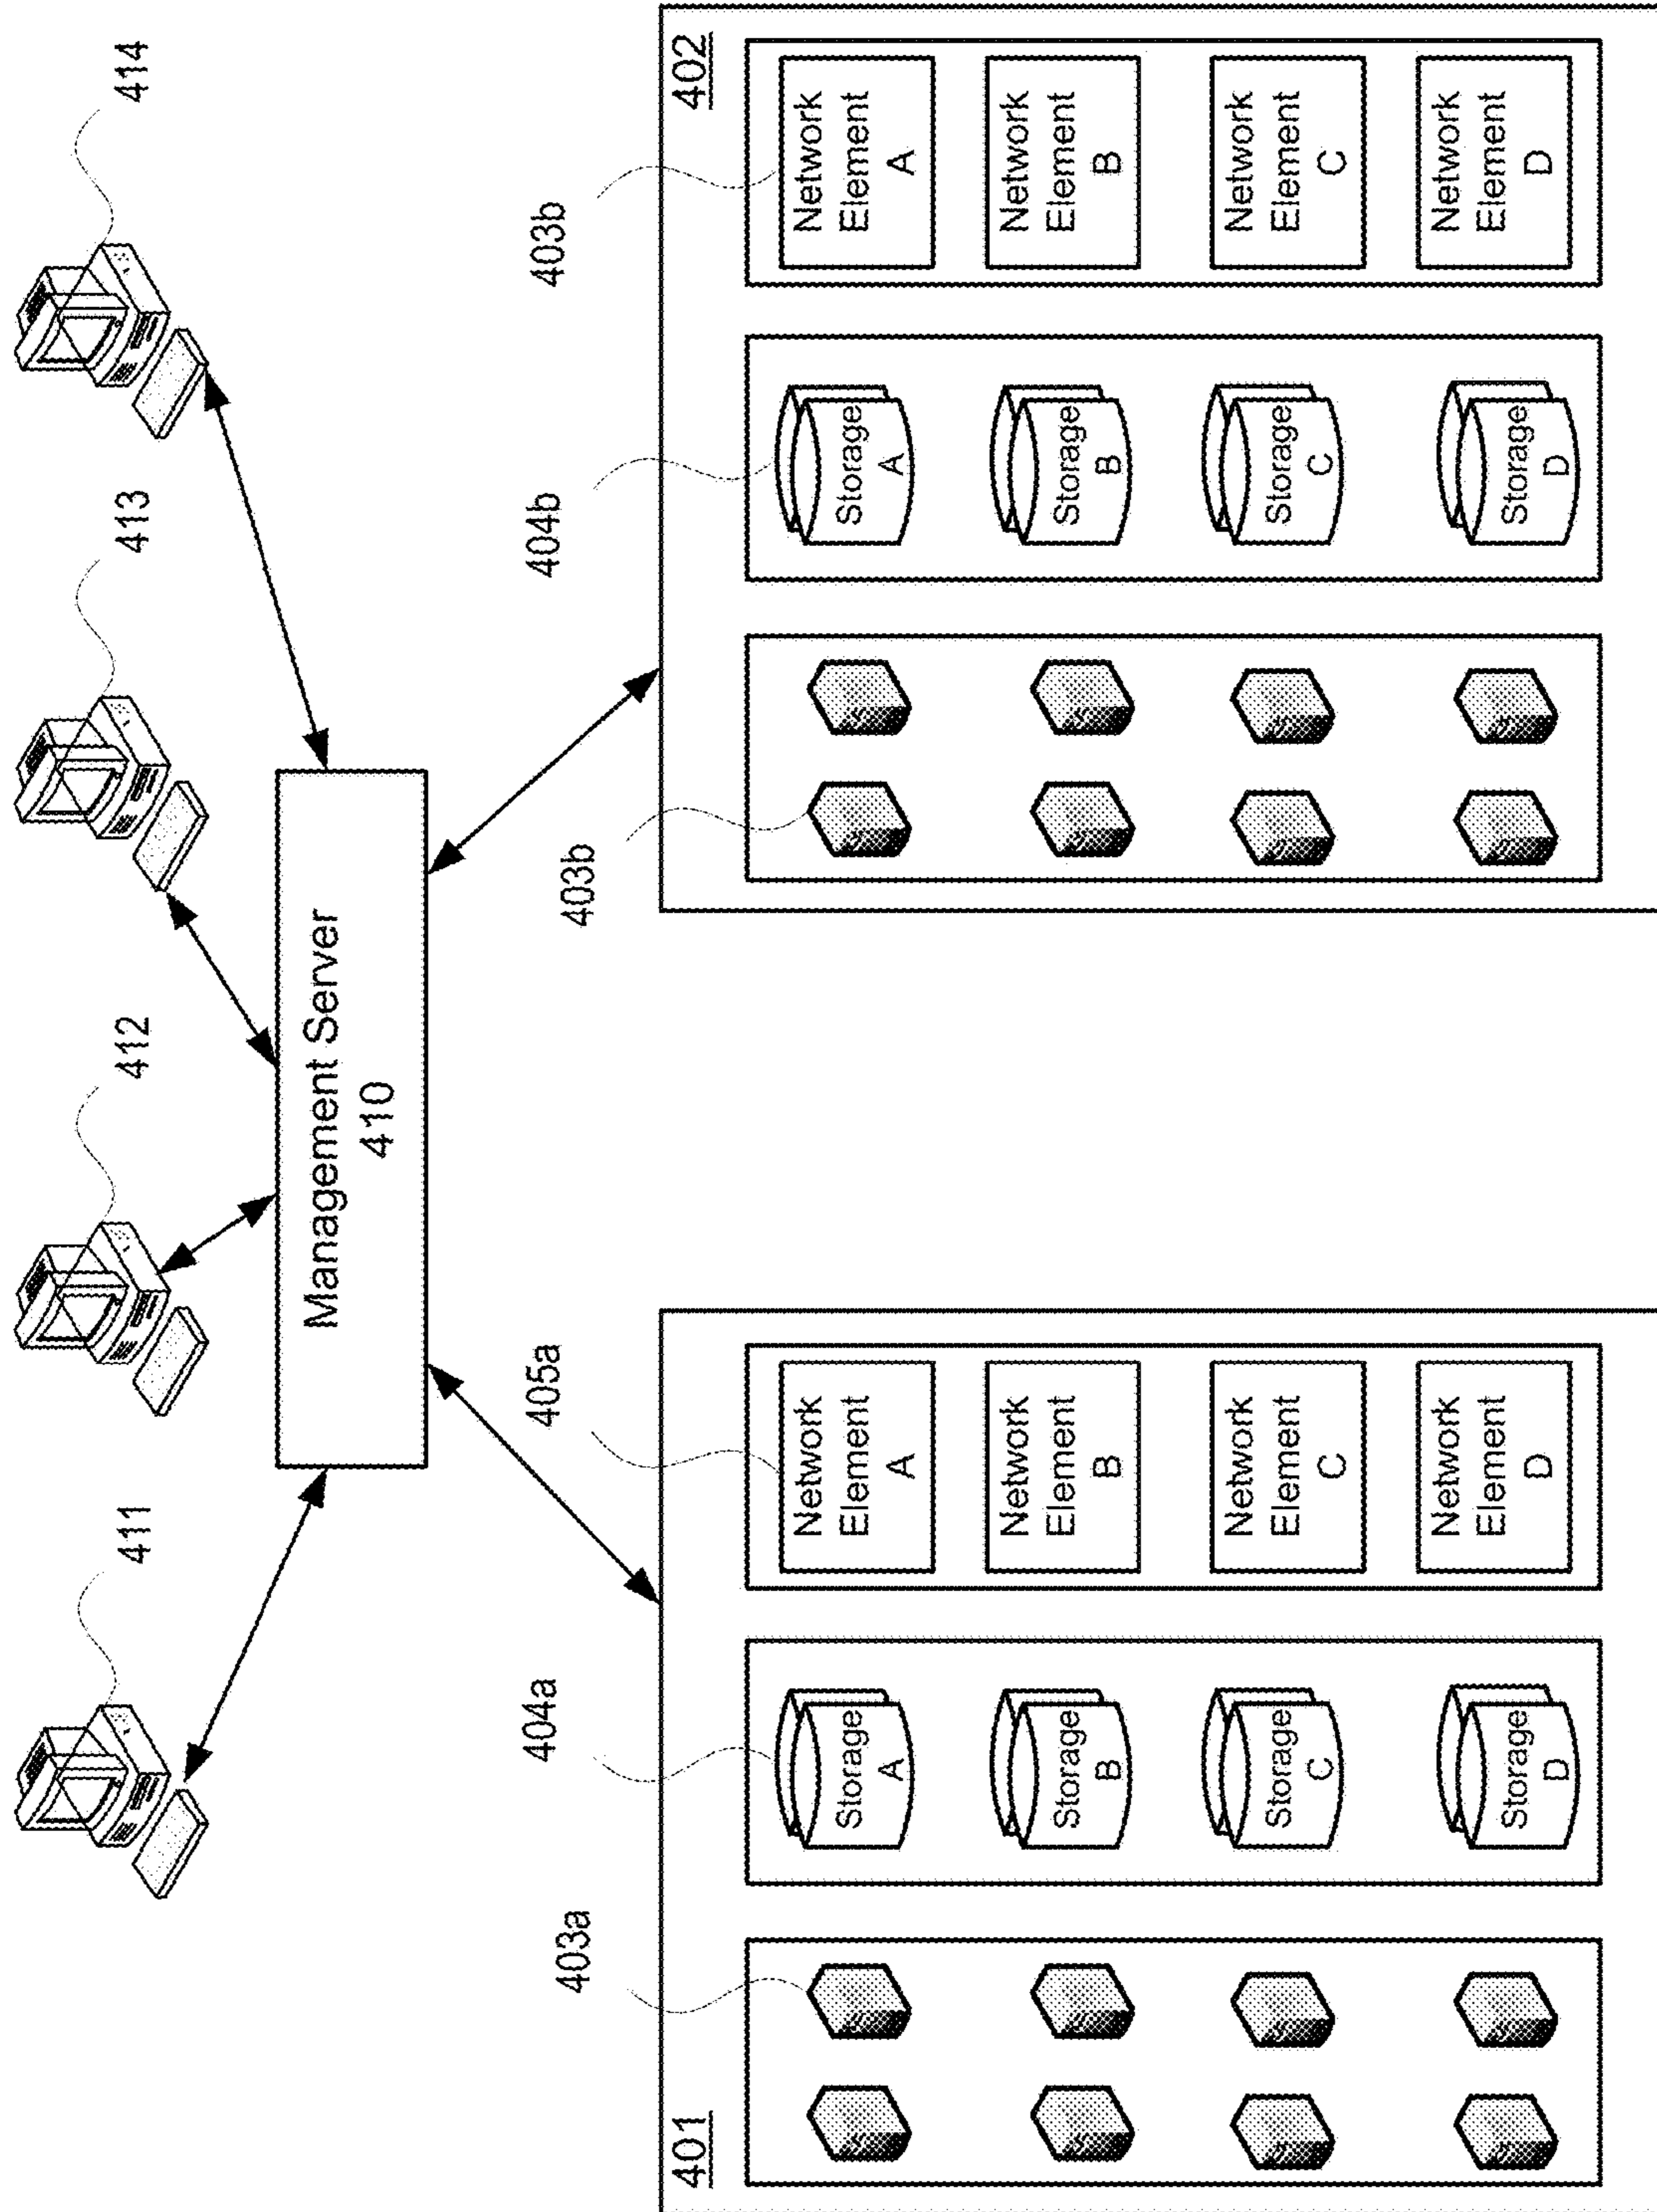 411
412
413
414
Management Server
410
401
403a
404a
405a
Storage
A
Storage
B
Storage
C
Storage
D
Network
Element
A
Network
Element
B
Network
Element
C
Network
Element
D
402
403b
404b
403b
Storage
A
Storage
B
Storage
C
Storage
D
Network
Element
A
Network
Element
B
Network
Element
C
Network
Element
D